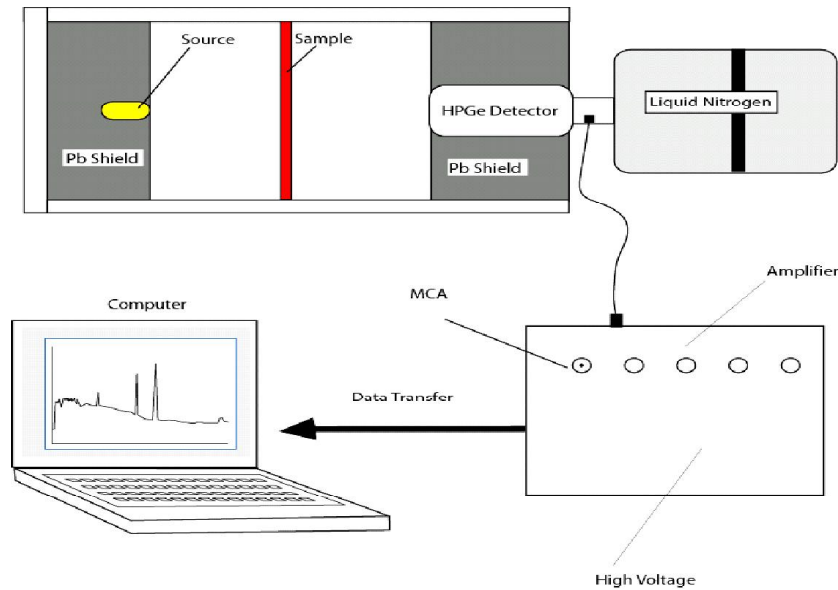 Source
Sample
HPGe Detector
Liquid Nitrogen
Pb Shield
Pb Shield
Amplifier
MCA
Computer
Data Transfer
High Voltage